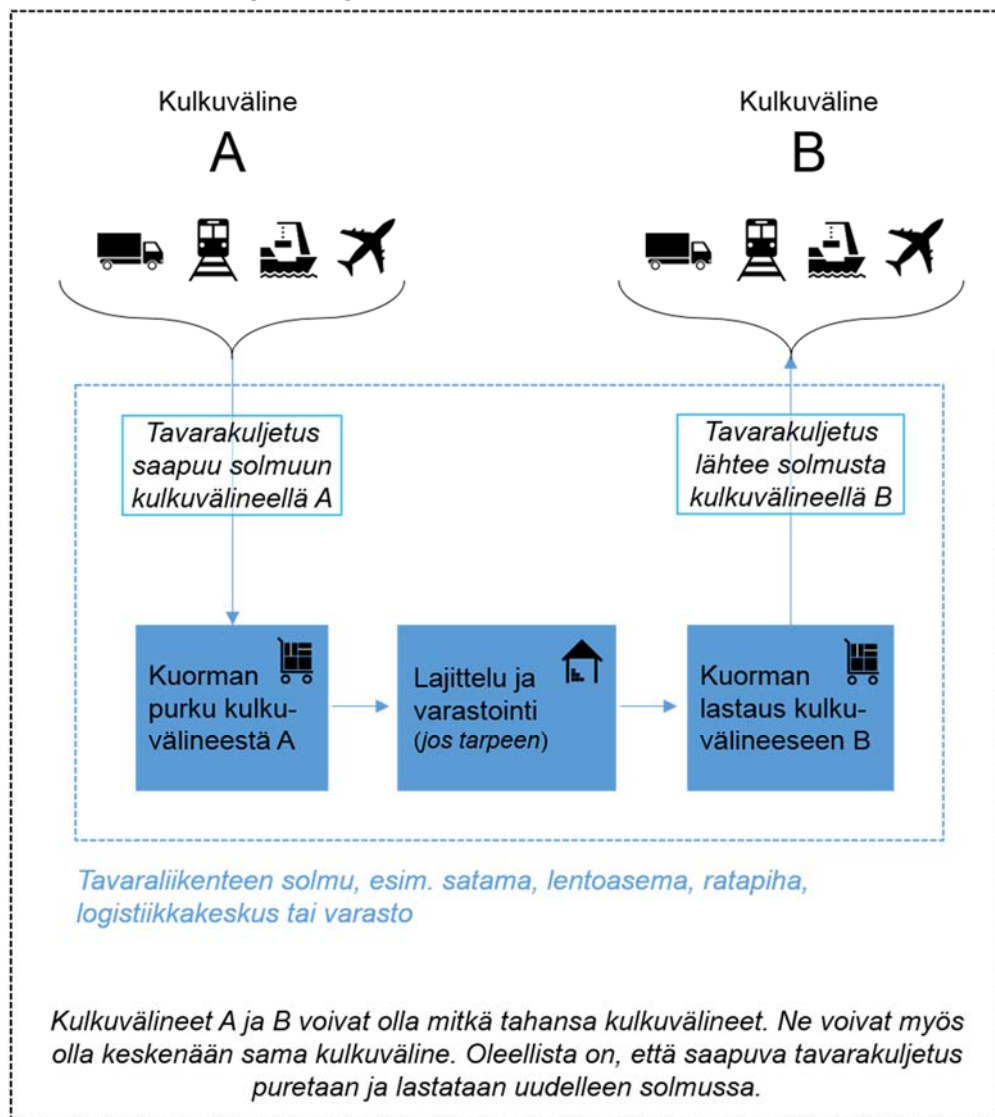 Kulkuväline
A
Kulkuväline
B
Tavarakuljetus
saapuu solmuun
kulkuvälineellä A
Tavarakuljetus
lähtee solmusta
kulkuvälineellä B
Kuorman
purku kulku-
välineestä A
Lajittelu ja
varastointi
(jos tarpeen)
Kuorman
lastaus kulku-
välineeseen B
Tavaraliikenteen solmu, esim. satama, lentoasema, ratapiha,
logistiikkakeskus tai varasto
Kulkuvälineet A ja B voivat olla mitkä tahansa kulkuvälineet. Ne voivat myös
olla keskenään sama kulkuväline. Oleellista on, että saapuva tavarakuljetus
puretaan ja lastataan uudelleen solmussa.